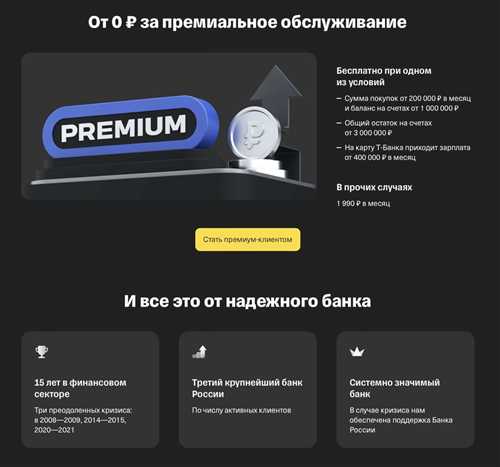 От 0 ₽ за премиальное обслуживание
PREMIUM
₽
Бесплатно при одном
из условий
— Сумма покупок от 200 000 ₽ в месяц
и баланс на счетах от 1 000 000 ₽
— Общий остаток на счетах
от 3 000 000 ₽
— На карту Т-Банка приходит зарплата
от 400 000 ₽ в месяц
В прочих случаях
1 990 ₽ в месяц
Стать премиум-клиентом
И все это от надежного банка
15 лет в финансовом
секторе
Три преодоленных кризиса:
в 2008—2009, 2014—2015,
2020—2021
Третий крупнейший банк
России
По числу активных клиентов
Системно значимый
банк
В случае кризиса нам
обеспечена поддержка Банка
России